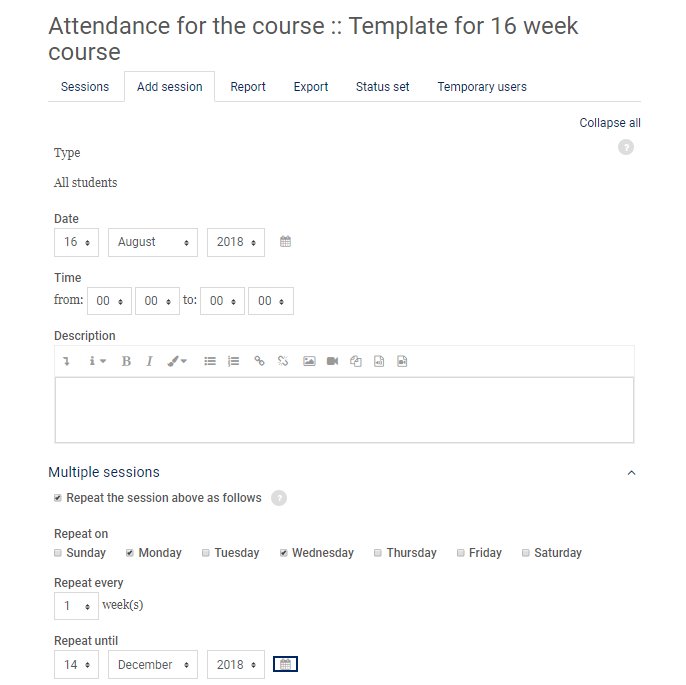 Attendance for the course :: Template for 16 week
course
Sessions Add session Report Export Status set Temporary users
Collapse all
Type ?
All students
Date
16 August 2018
Time
from: 00 00 to: 00 00
Description
i B I
Multiple sessions
Repeat the session above as follows ?
Repeat on
Sunday Monday Tuesday Wednesday Thursday Friday Saturday
Repeat every
1 week(s)
Repeat until
14 December 2018